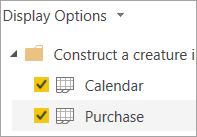 Display Options
Construct a creature i
Calendar
Purchase